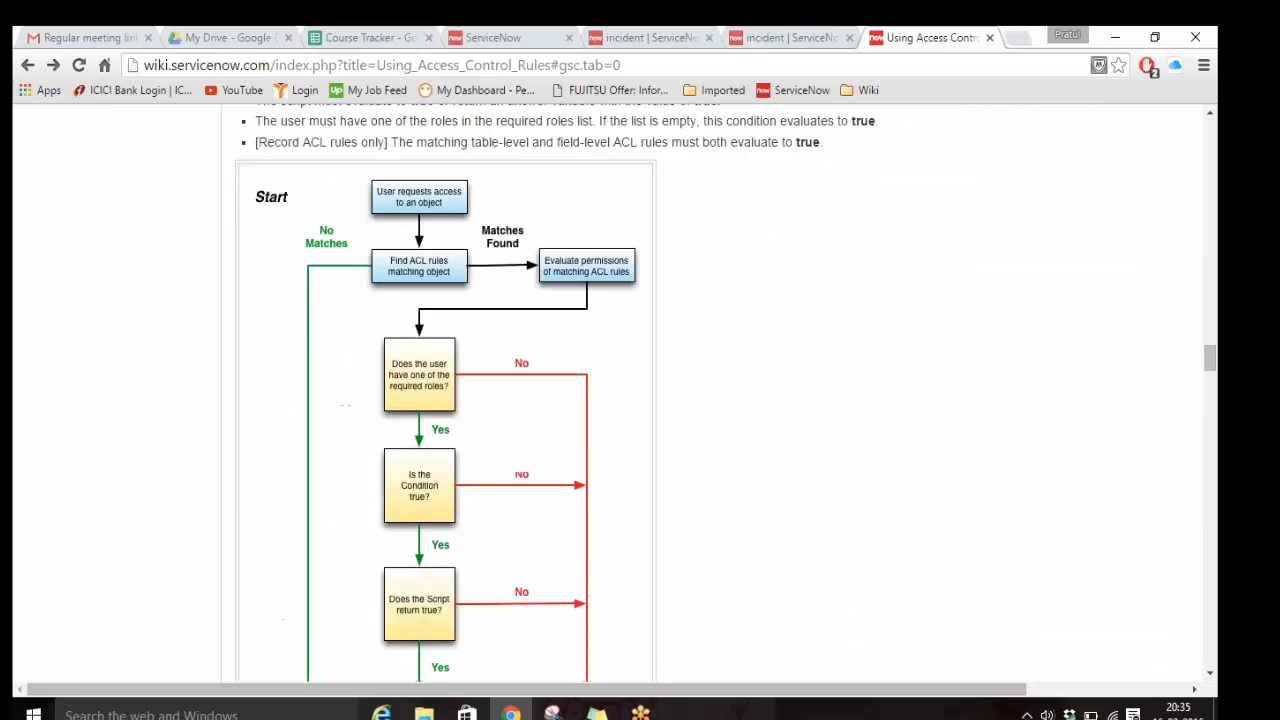 Regular meeting lin
My Drive - Google
Course Tracker - Go
ServiceNow
incident | ServiceNo
incident | ServiceNo
Using Access Contr
Pratul
wiki.servicenow.com/index.php?title=Using_Access_Control_Rules#gsc.tab=0
2
Apps
ICICI Bank Login | IC...
YouTube
Login
My Job Feed
My Dashboard - Pe...
FUJITSU Offer: Infor...
Imported
ServiceNow
Wiki
The user must have one of the roles in the required roles list. If the list is empty, this condition evaluates to true.
[Record ACL rules only] The matching table-level and field-level ACL rules must both evaluate to true.
Start
User requests access
to an object
No
Matches
Matches
Found
Find ACL rules
matching object
Evaluate permissions
of matching ACL rules
Does the user
have one of the
required roles?
No
Yes
Is the
Condition
true?
No
Yes
Does the Script
return true?
No
Yes
Search the web and Windows
20:35